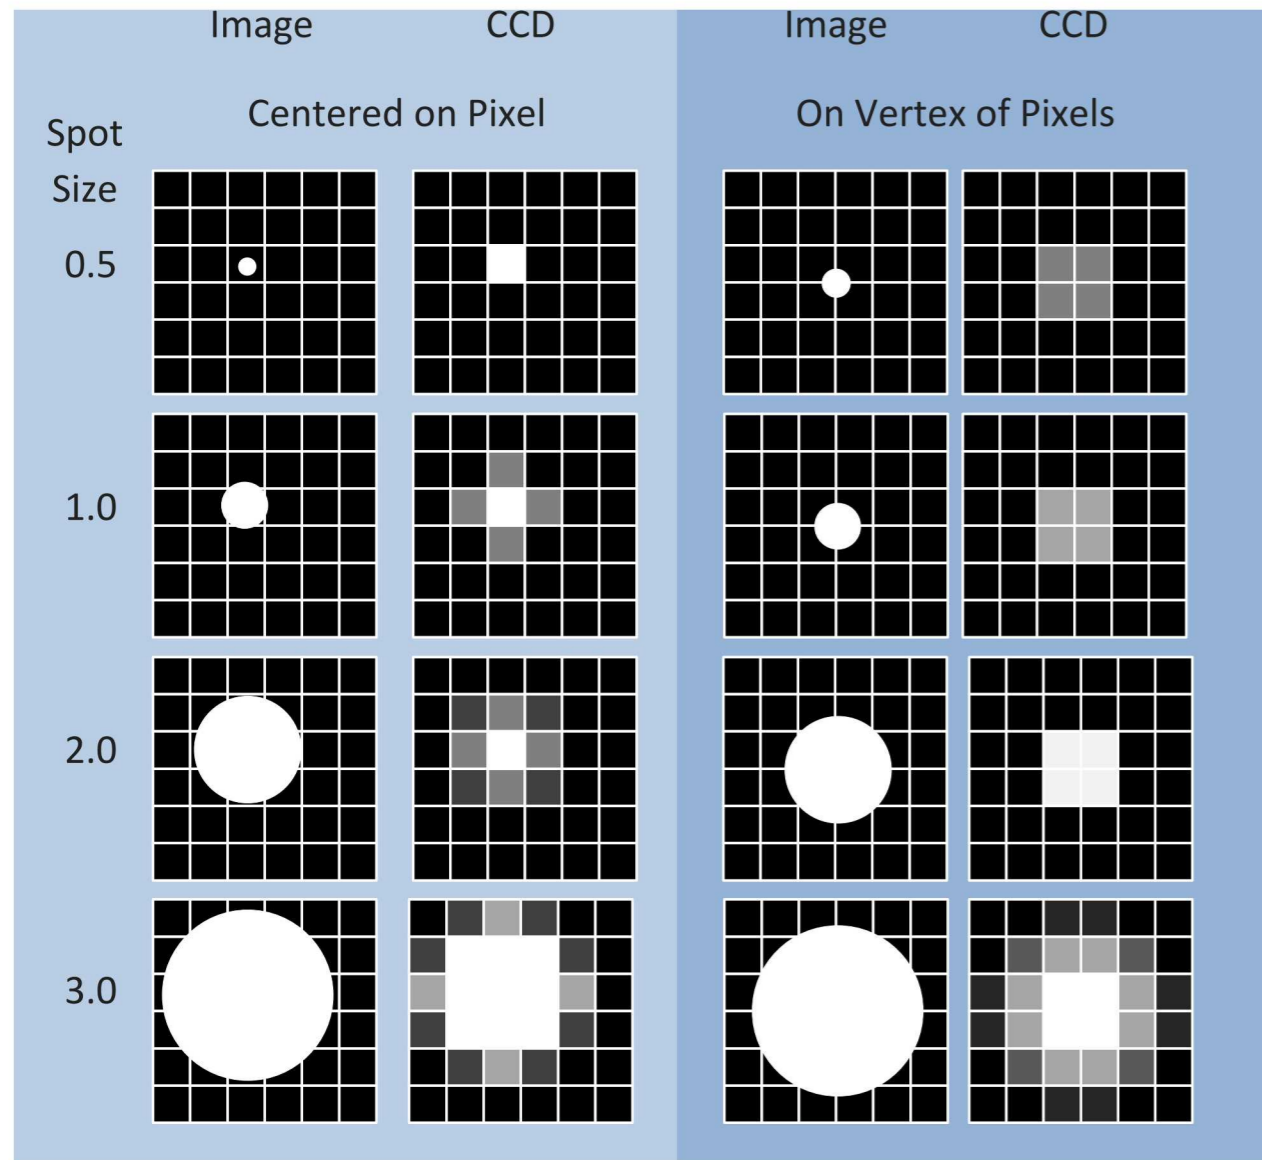 Image CCD Image CCD
Centered on Pixel On Vertex of Pixels
Spot
Size
0.5
1.0
2.0
3.0